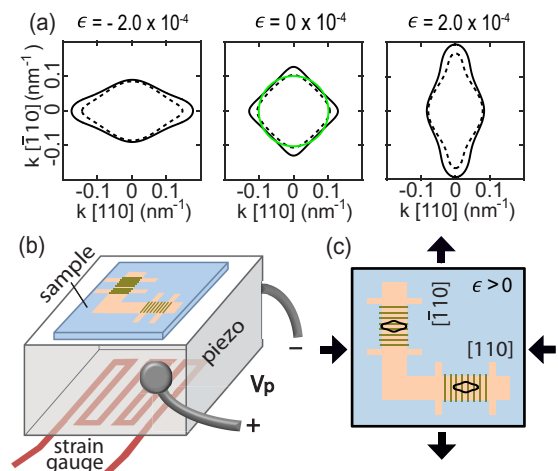 (a) ϵ = - 2.0 x 10⁻⁴ ϵ = 0 x 10⁻⁴ ϵ = 2.0 x 10⁻⁴
k [1̅10] (nm⁻¹)
0.1
0
-0.1
-0.1 0 0.1 -0.1 0 0.1 -0.1 0 0.1
k [110] (nm⁻¹) k [110] (nm⁻¹) k [110] (nm⁻¹)
(b)
sample
piezo
−
Vp
+
strain
gauge
(c)
ϵ > 0
[1̅10]
[110]